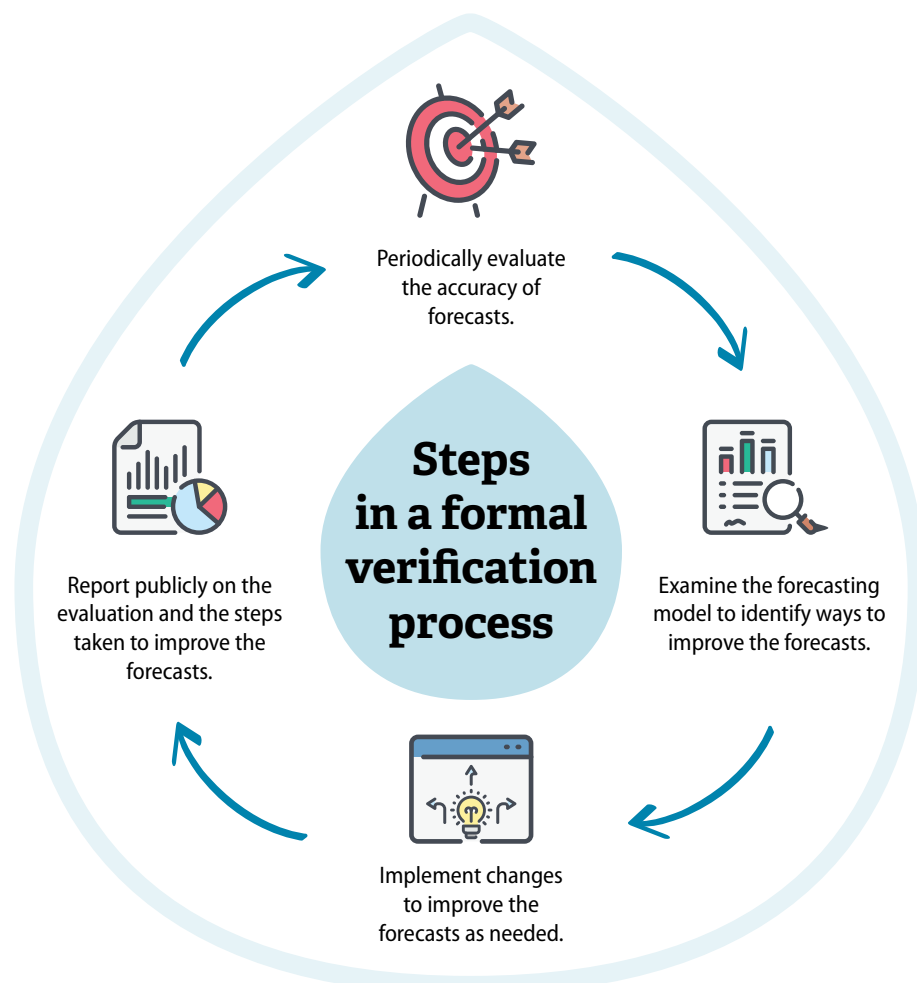 Periodically evaluate
the accuracy of
forecasts.
Steps
in a formal
verification
process
Examine the forecasting
model to identify ways to
improve the forecasts.
Implement changes
to improve the
forecasts as needed.
Report publicly on the
evaluation and the steps
taken to improve the
forecasts.